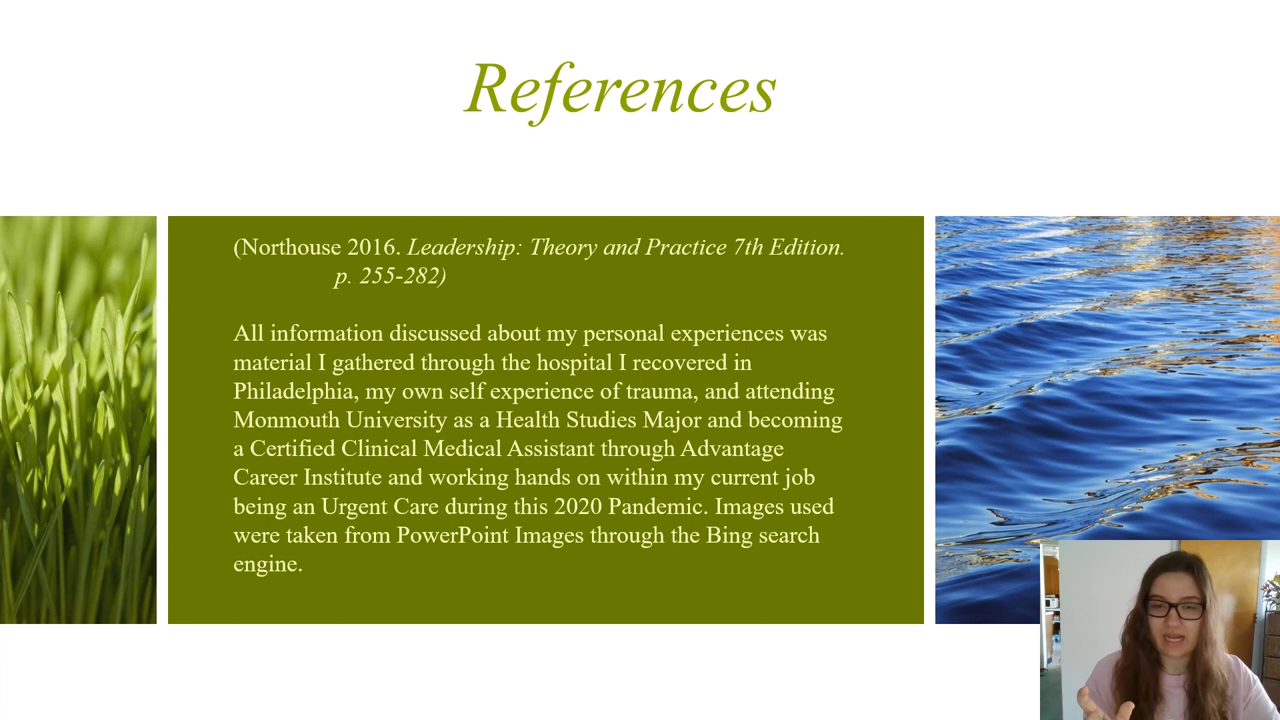 References
(Northouse 2016. Leadership: Theory and Practice 7th Edition.
p. 255-282)
All information discussed about my personal experiences was
material I gathered through the hospital I recovered in
Philadelphia, my own self experience of trauma, and attending
Monmouth University as a Health Studies Major and becoming
a Certified Clinical Medical Assistant through Advantage
Career Institute and working hands on within my current job
being an Urgent Care during this 2020 Pandemic. Images used
were taken from PowerPoint Images through the Bing search
engine.